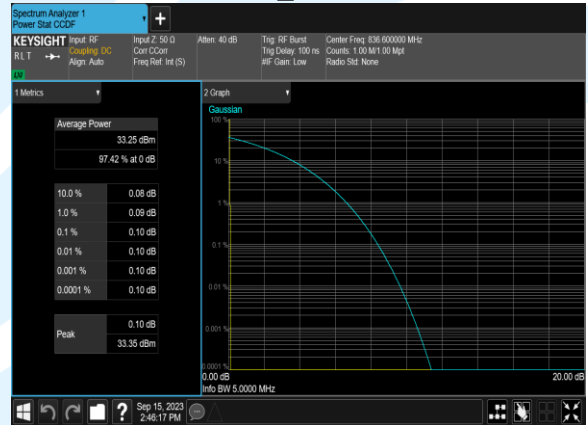 Spectrum Analyzer 1
Power Stat CCDF
KEYSIGHT
R L T
LXI
Input: RF
Coupling: DC
Align: Auto
Input Z: 50 Ω
Corr CCorr
Freq Ref: Int (S)
Atten: 40 dB
Trig: RF Burst
Trig Delay: 100 ns
#IF Gain: Low
Center Freq: 836.600000 MHz
Counts: 1.00 M/1.00 Mpt
Radio Std: None
1 Metrics
Average Power
33.25 dBm
97.42 % at 0 dB
10.0 % 0.08 dB
1.0 % 0.09 dB
0.1 % 0.10 dB
0.01 % 0.10 dB
0.001 % 0.10 dB
0.0001 % 0.10 dB
Peak
0.10 dB
33.35 dBm
2 Graph
Gaussian
100 %
10 %
1 %
0.1 %
0.01 %
0.001 %
0.0001 %
0.00 dB
20.00 dB
Info BW 5.0000 MHz
Sep 15, 2023
2:46:17 PM